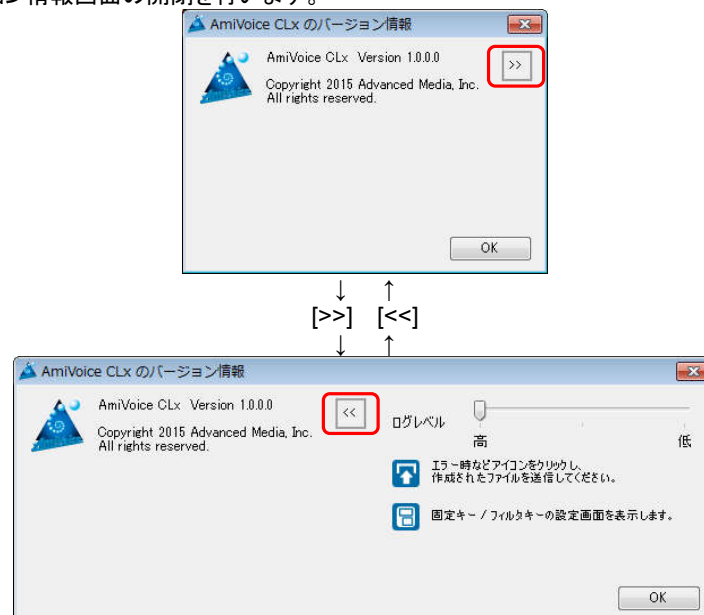 情報画面の開閉を行います。
AmiVoice CLx のバージョン情報
AmiVoice CLx Version 1.0.0.0
>>
Copyright 2015 Advanced Media, Inc.
All rights reserved.
OK
↓ ↑
[>>] [<<]
↓ ↑
AmiVoice CLx のバージョン情報
AmiVoice CLx Version 1.0.0.0
<<
Copyright 2015 Advanced Media, Inc.
All rights reserved.
ログレベル
高 低
エラー時などアイコンをクリックし、
作成されたファイルを送信してください。
固定キー / フィルタキーの設定画面を表示します。
OK